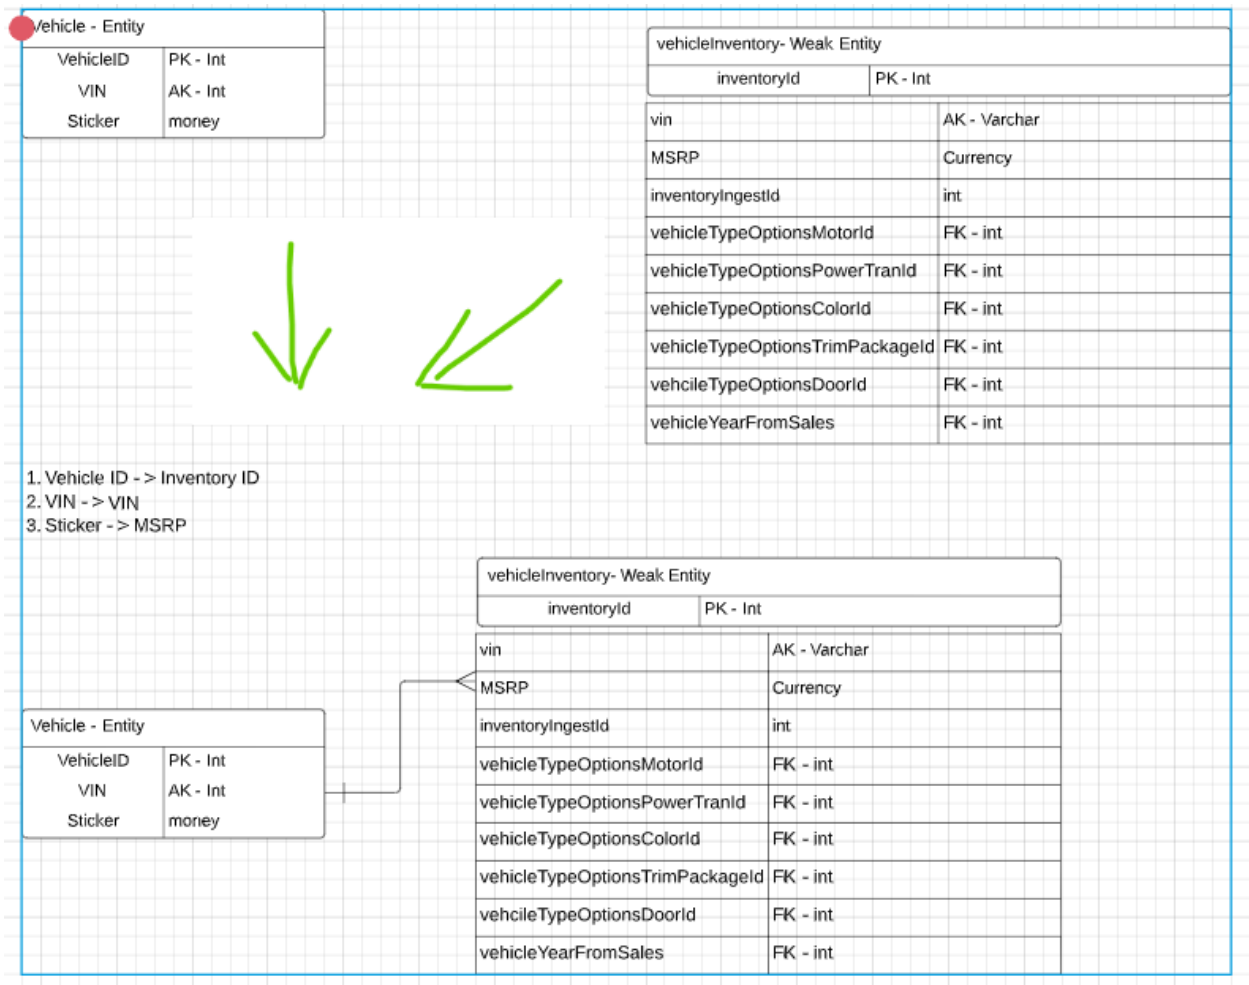 Vehicle - Entity
VehicleID PK - Int
VIN AK - Int
Sticker money
vehicleInventory- Weak Entity
inventoryId PK - Int
vin AK - Varchar
MSRP Currency
inventoryIngestId int
vehicleTypeOptionsMotorId FK - int
vehicleTypeOptionsPowerTranId FK - int
vehicleTypeOptionsColorId FK - int
vehicleTypeOptionsTrimPackageId FK - int
vehcileTypeOptionsDoorId FK - int
vehicleYearFromSales FK - int
1. Vehicle ID - > Inventory ID
2. VIN - > VIN
3. Sticker -> MSRP
vehicleInventory- Weak Entity
inventoryId PK - Int
vin AK - Varchar
MSRP Currency
inventoryIngestId int
vehicleTypeOptionsMotorId FK - int
vehicleTypeOptionsPowerTranId FK - int
vehicleTypeOptionsColorId FK - int
vehicleTypeOptionsTrimPackageId FK - int
vehcileTypeOptionsDoorId FK - int
vehicleYearFromSales FK - int
Vehicle - Entity
VehicleID PK - Int
VIN AK - Int
Sticker money